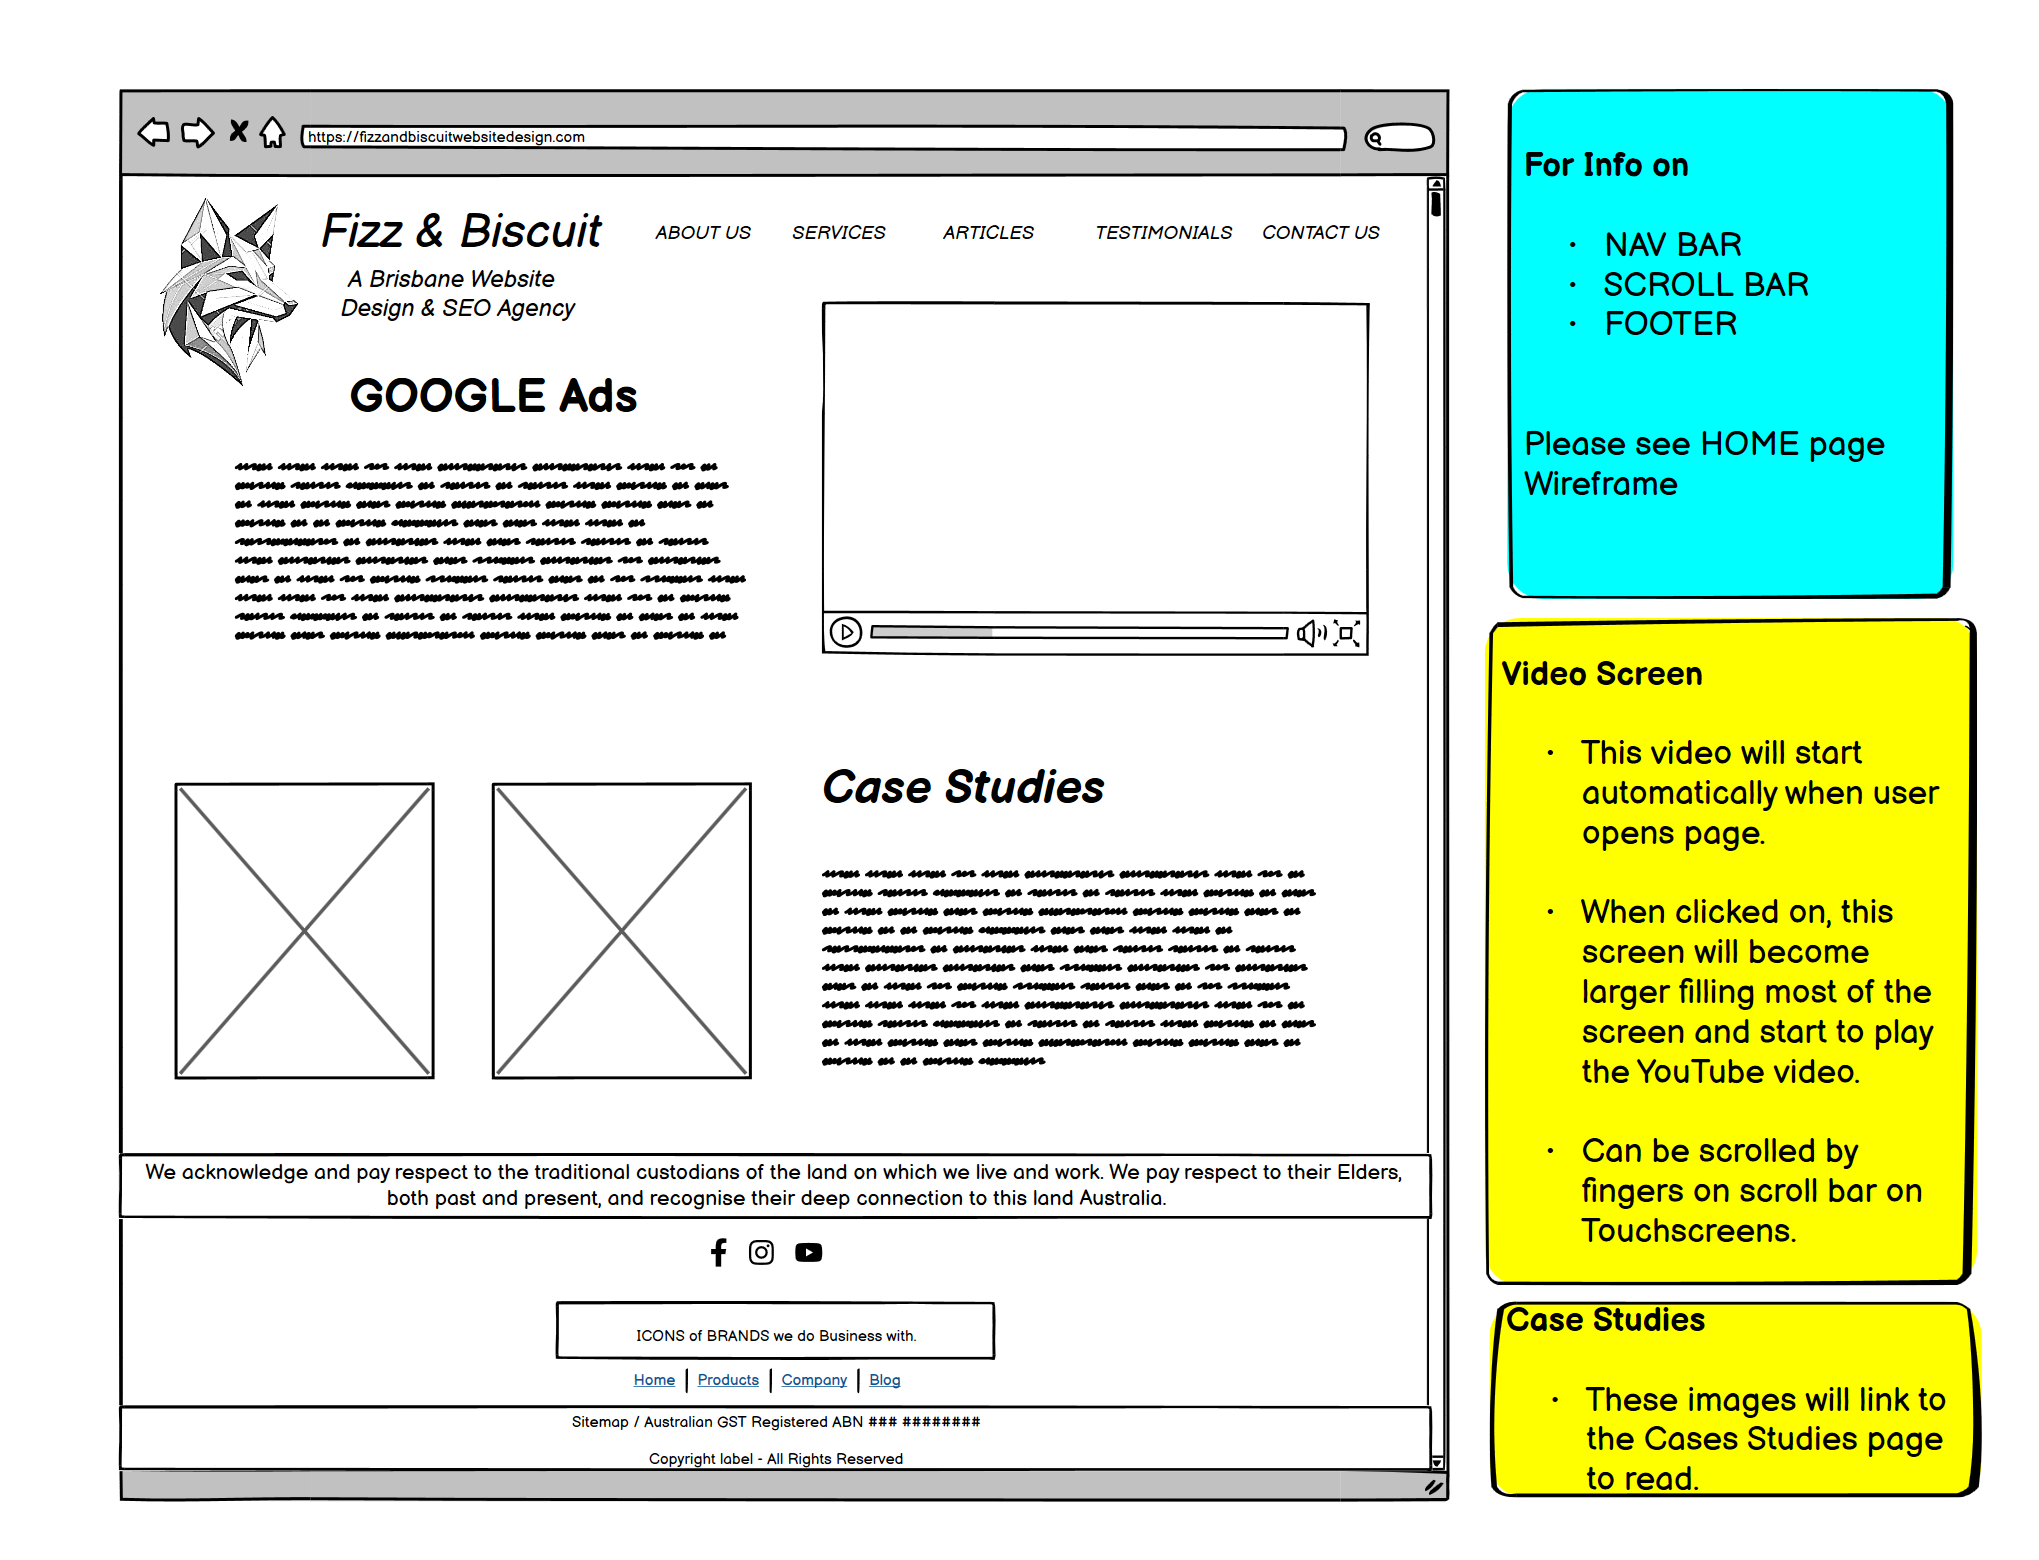 https://fizzandbiscuitwebsitedesign.com
Fizz & Biscuit
A Brisbane Website
Design & SEO Agency
ABOUT US
SERVICES
ARTICLES
TESTIMONIALS
CONTACT US
GOOGLE Ads
Case Studies
We acknowledge and pay respect to the traditional custodians of the land on which we live and work. We pay respect to their Elders,
both past and present, and recognise their deep connection to this land Australia.
ICONS of BRANDS we do Business with.
Home | Products | Company | Blog
Sitemap / Australian GST Registered ABN ### ########
Copyright label - All Rights Reserved
For Info on
· NAV BAR
· SCROLL BAR
· FOOTER
Please see HOME page
Wireframe
Video Screen
· This video will start
automatically when user
opens page.
· When clicked on, this
screen will become
larger filling most of the
screen and start to play
the YouTube video.
· Can be scrolled by
fingers on scroll bar on
Touchscreens.
Case Studies
· These images will link to
the Cases Studies page
to read.